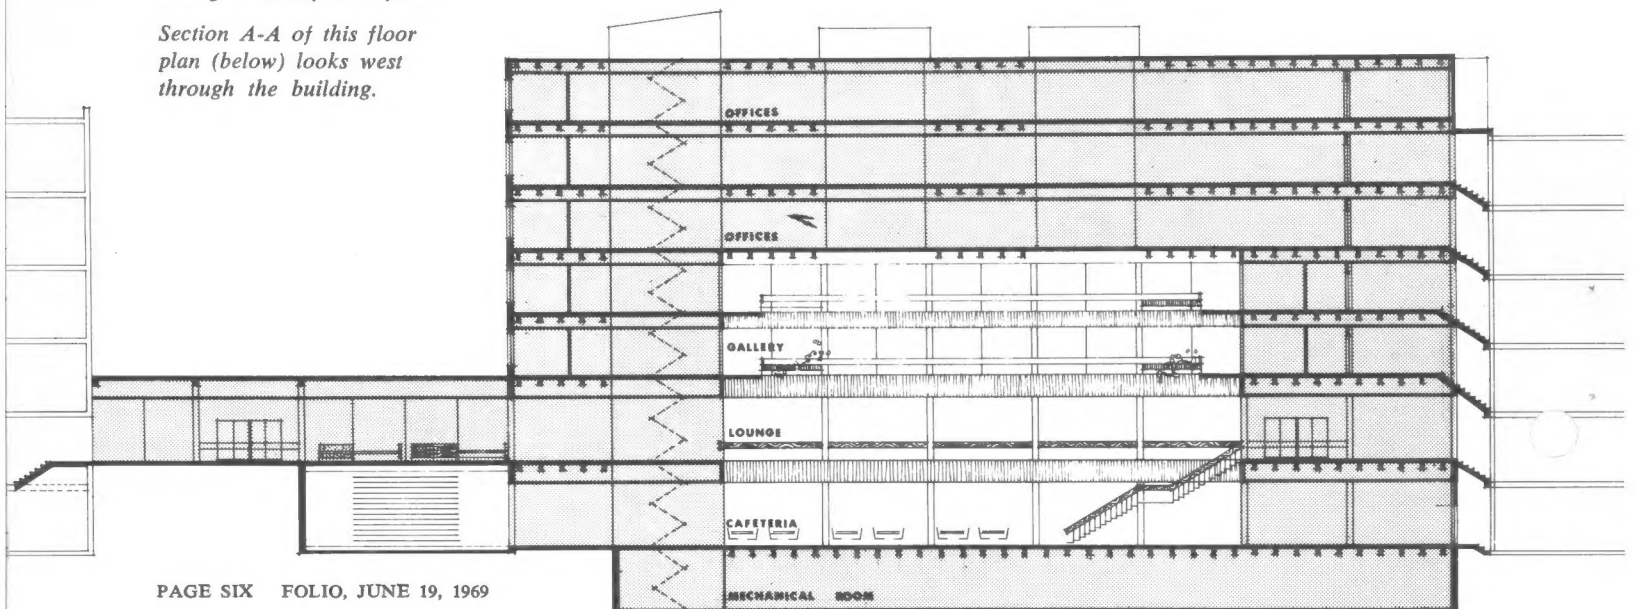 Section A-A of this floor
plan (below) looks west
through the building.
OFFICES
OFFICES
GALLERY
LOUNGE
CAFETERIA
MECHANICAL ROOM
PAGE SIX FOLIO, JUNE 19, 1969